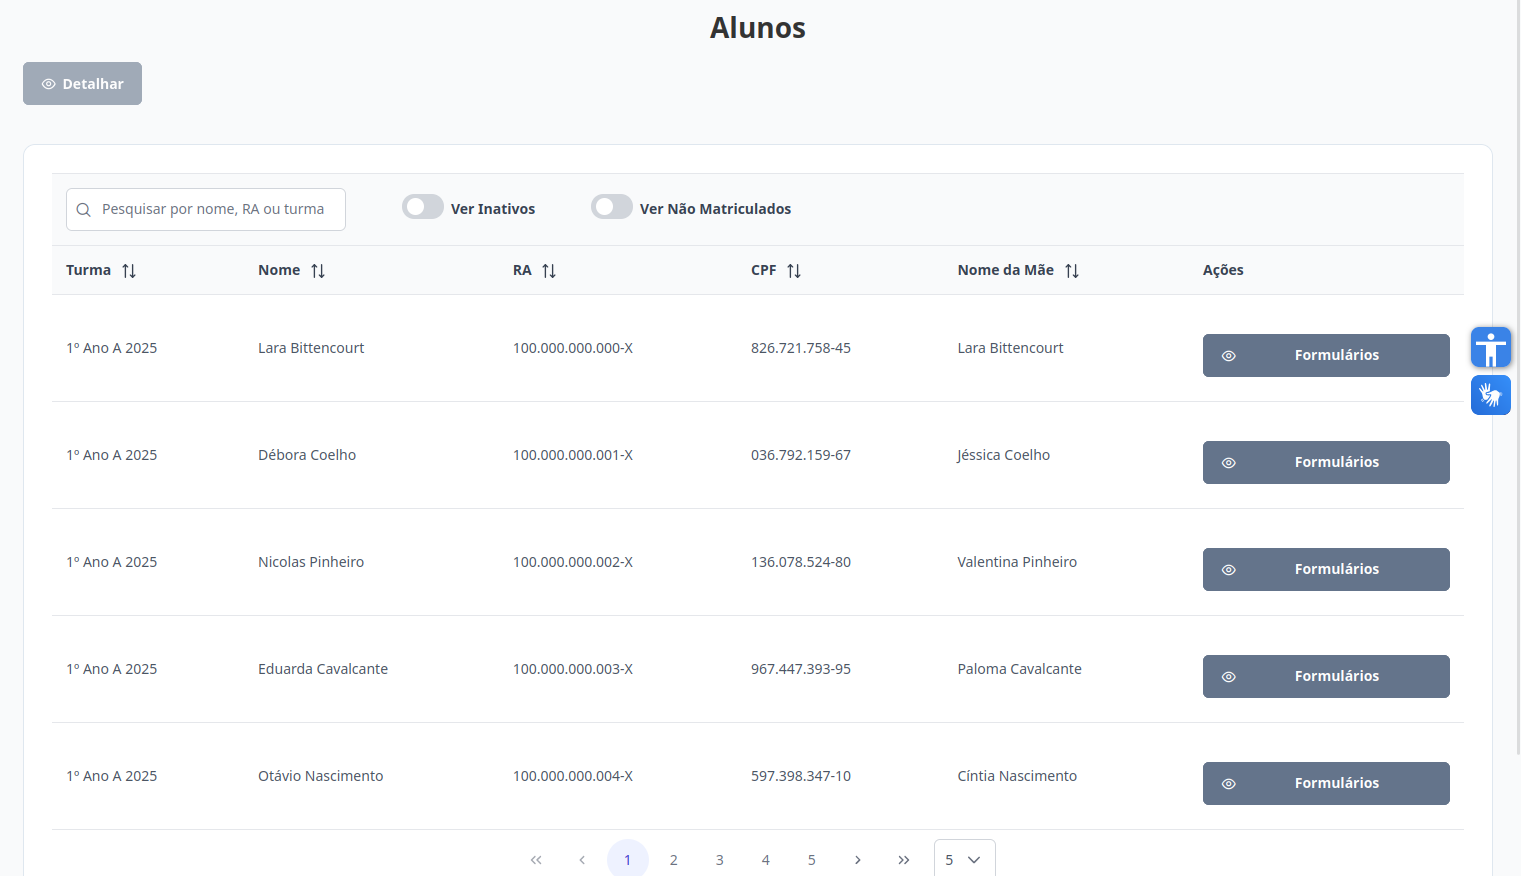 Alunos
Detalhar
Pesquisar por nome, RA ou turma Ver Inativos Ver Não Matriculados
Turma Nome RA CPF Nome da Mãe Ações
1º Ano A 2025 Lara Bittencourt 100.000.000.000-X 826.721.758-45 Lara Bittencourt Formulários
1º Ano A 2025 Débora Coelho 100.000.000.001-X 036.792.159-67 Jéssica Coelho Formulários
1º Ano A 2025 Nicolas Pinheiro 100.000.000.002-X 136.078.524-80 Valentina Pinheiro Formulários
1º Ano A 2025 Eduarda Cavalcante 100.000.000.003-X 967.447.393-95 Paloma Cavalcante Formulários
1º Ano A 2025 Otávio Nascimento 100.000.000.004-X 597.398.347-10 Cíntia Nascimento Formulários
1 2 3 4 5 5